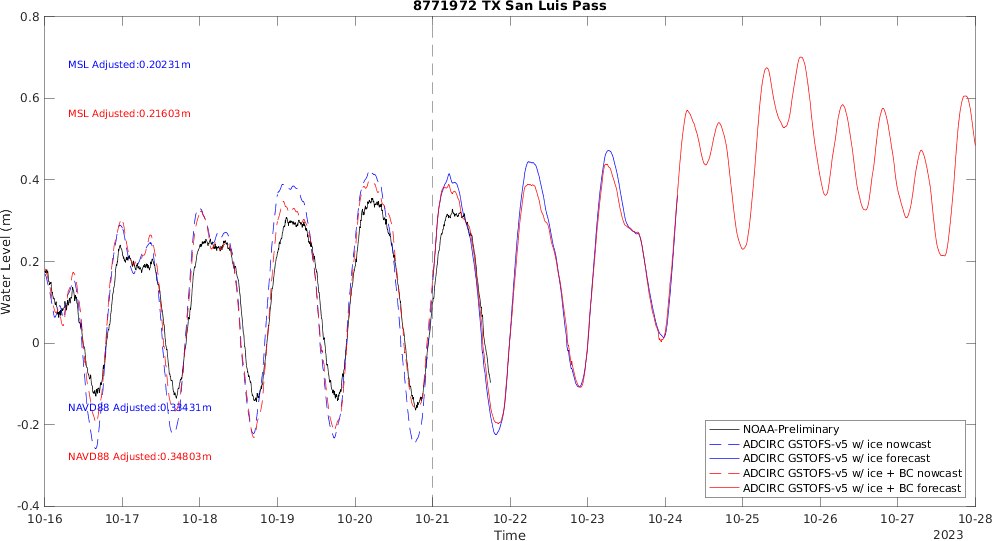 8771972 TX San Luis Pass
0.8
MSL Adjusted:0.20231m
0.6
MSL Adjusted:0.21603m
0.4
0.2
0
-0.2
-0.4
Water Level (m)
NAVD88 Adjusted:0.33431m
NAVD88 Adjusted:0.34803m
NOAA-Preliminary
ADCIRC GSTOFS-v5 w/ ice nowcast
ADCIRC GSTOFS-v5 w/ ice forecast
ADCIRC GSTOFS-v5 w/ ice + BC nowcast
ADCIRC GSTOFS-v5 w/ ice + BC forecast
10-16 10-17 10-18 10-19 10-20 10-21 10-22 10-23 10-24 10-25 10-26 10-27 10-28
Time
2023